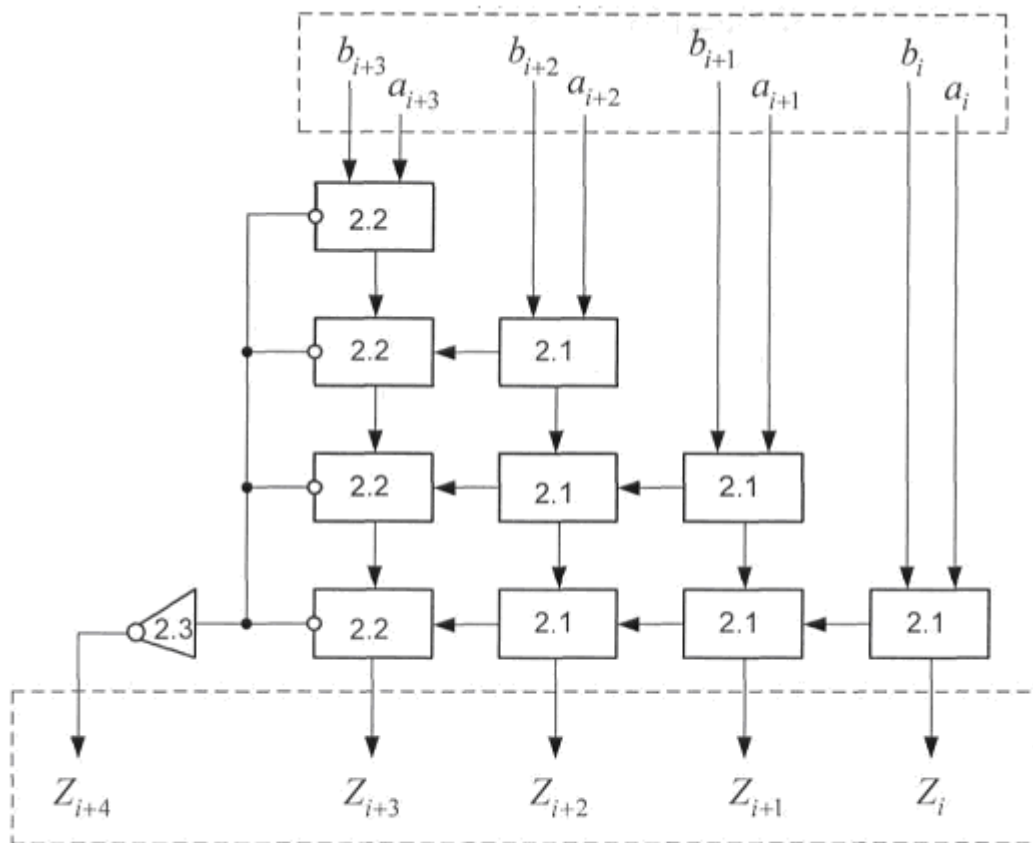 b_{i+3} b_{i+2} b_{i+1} b_i
a_{i+3} a_{i+2} a_{i+1} a_i
2.2
2.2 2.1
2.2 2.1 2.1
2.3 2.2 2.1 2.1 2.1
Z_{i+4} Z_{i+3} Z_{i+2} Z_{i+1} Z_i